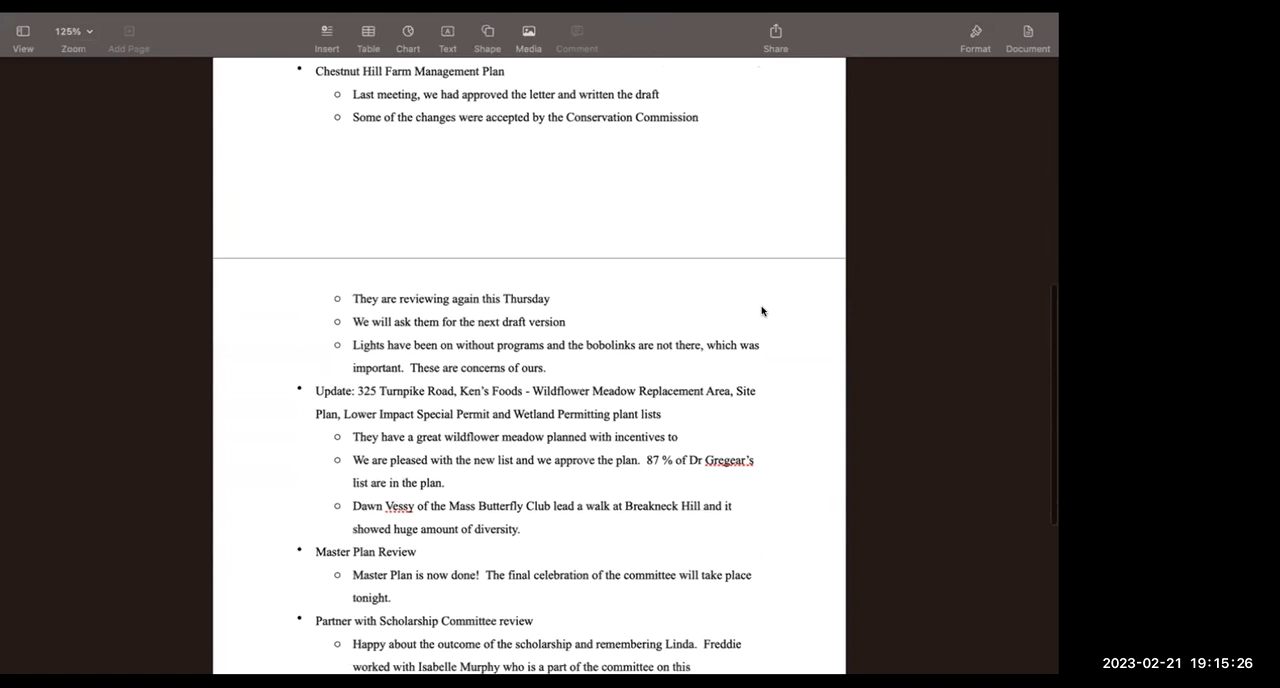 125%
View
Zoom
Add Page
Insert
Table
Chart
Text
Shape
Media
Comment
Share
Format
Document
• Chestnut Hill Farm Management Plan
○ Last meeting, we had approved the letter and written the draft
○ Some of the changes were accepted by the Conservation Commission
○ They are reviewing again this Thursday
○ We will ask them for the next draft version
○ Lights have been on without programs and the bobolinks are not there, which was
important.  These are concerns of ours.
• Update: 325 Turnpike Road, Ken's Foods - Wildflower Meadow Replacement Area, Site
Plan, Lower Impact Special Permit and Wetland Permitting plant lists
○ They have a great wildflower meadow planned with incentives to
○ We are pleased with the new list and we approve the plan.  87 % of Dr Gregear's
list are in the plan.
○ Dawn Vessy of the Mass Butterfly Club lead a walk at Breakneck Hill and it
showed huge amount of diversity.
• Master Plan Review
○ Master Plan is now done!  The final celebration of the committee will take place
tonight.
• Partner with Scholarship Committee review
○ Happy about the outcome of the scholarship and remembering Linda.  Freddie
worked with Isabelle Murphy who is a part of the committee on this
2023-02-21 19:15:26